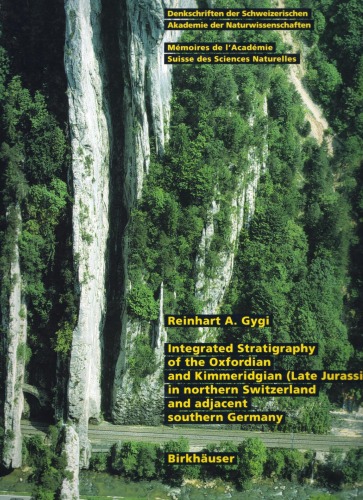 Denkschriften der Schweizerischen
Akademie der Naturwissenschaften
Mémoires de l'Académie
Suisse des Sciences Naturelles
Reinhart A. Gygi
Integrated Stratigraphy
of the Oxfordian
and Kimmeridgian (Late Jurassi
in northern Switzerland
and adjacent
southern Germany
Birkhäuser